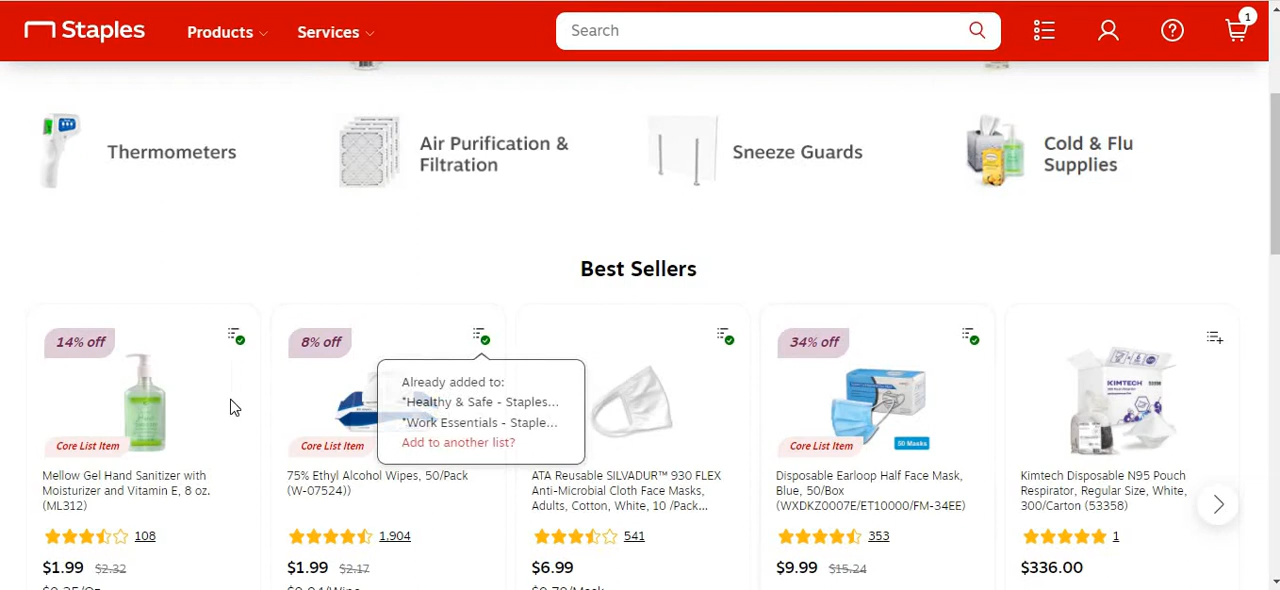 Staples
Products
Services
Search
1
Thermometers
Air Purification &
Filtration
Sneeze Guards
Cold & Flu
Supplies
Best Sellers
14% off
Core List Item
Mellow Gel Hand Sanitizer with
Moisturizer and Vitamin E, 8 oz.
(ML312)
108
$1.99 $2.32
8% off
Already added to:
*Healthy & Safe - Staples...
*Work Essentials - Staple...
Add to another list?
Core List Item
75% Ethyl Alcohol Wipes, 50/Pack
(W-07524))
1,904
$1.99 $2.17
ATA Reusable SILVADUR™ 930 FLEX
Anti-Microbial Cloth Face Masks,
Adults, Cotton, White, 10 /Pack...
541
$6.99
34% off
50 Masks
Core List Item
Disposable Earloop Half Face Mask,
Blue, 50/Box
(WXDKZ0007E/ET10000/FM-34EE)
353
$9.99 $15.24
KIMTECH
Kimtech Disposable N95 Pouch
Respirator, Regular Size, White,
300/Carton (53358)
1
$336.00